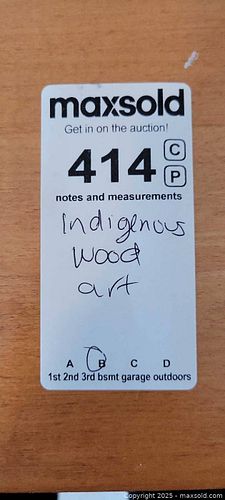 maxsold
Get in on the auction!
414 C
P
notes and measurements
Indigenous
Wood
art
A B C D
1st 2nd 3rd bsmt garage outdoors
Copyright 2025 - maxsold.com